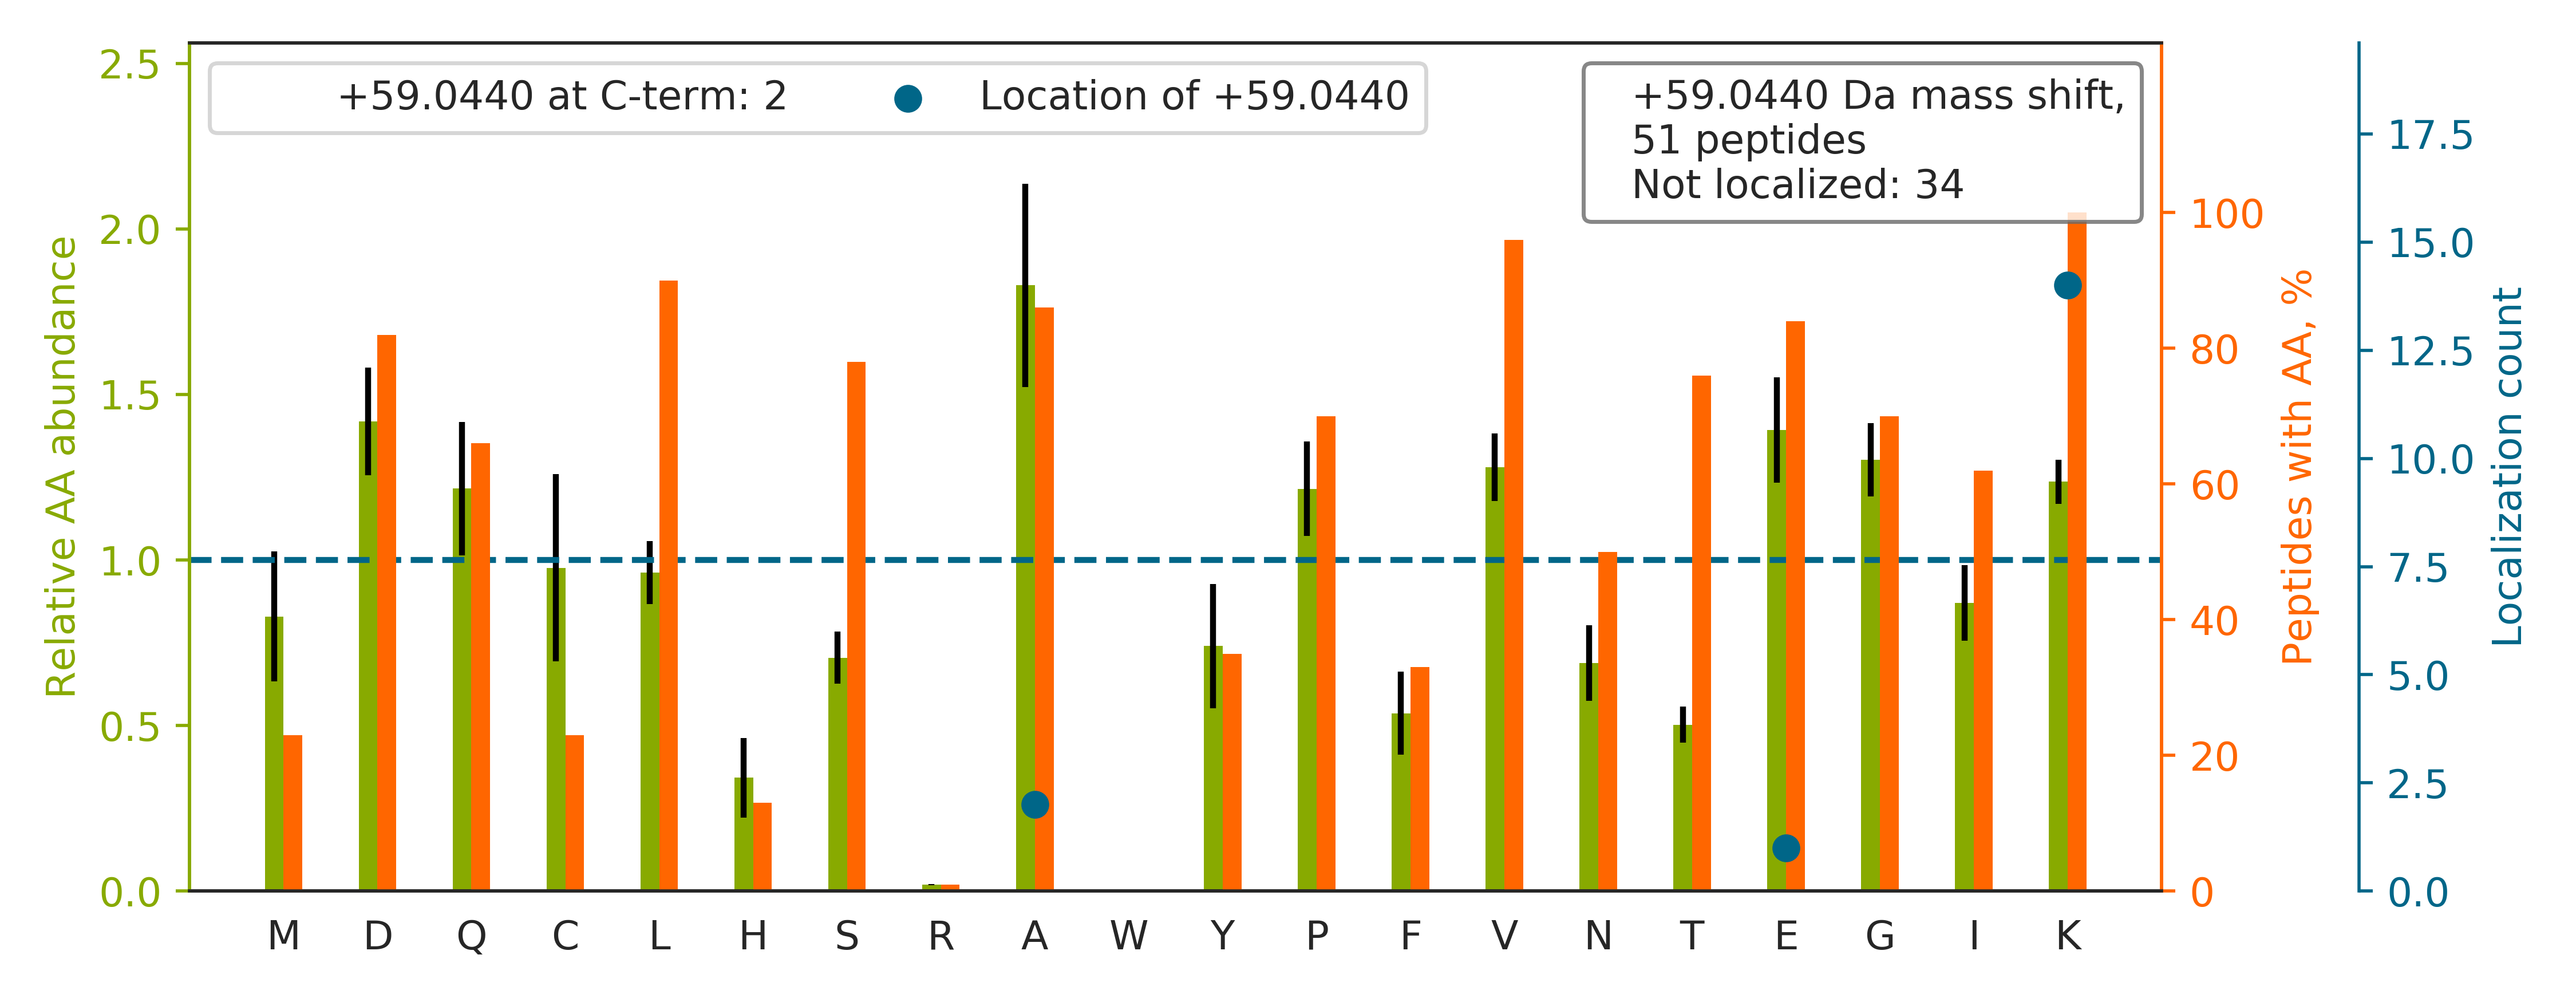 +59.0440 at C-term: 2
Location of +59.0440
+59.0440 Da mass shift,
51 peptides
Not localized: 34
Relative AA abundance
2.5
2.0
1.5
1.0
0.5
0.0
M D Q C L H S R A W Y P F V N T E G I K
100
80
60
40
20
0
Peptides with AA, %
17.5
15.0
12.5
10.0
7.5
5.0
2.5
0.0
Localization count